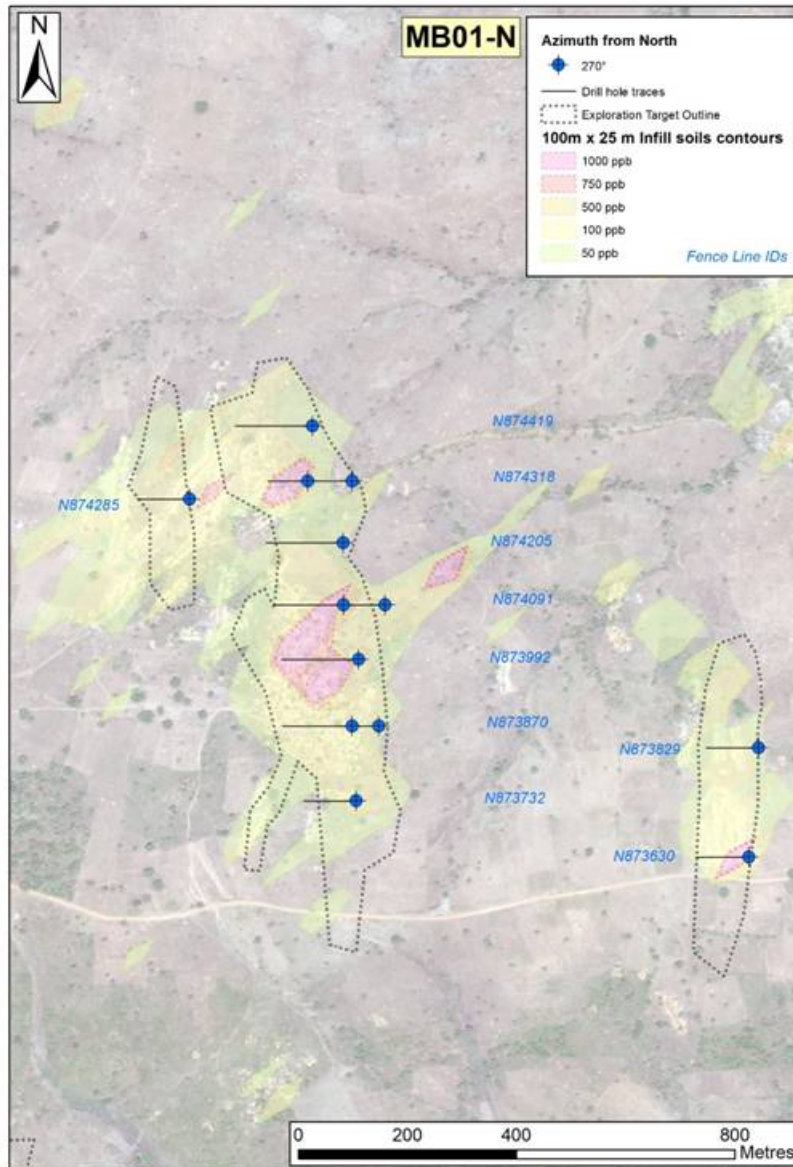 N
MB01-N
Azimuth from North
270°
Drill hole traces
Exploration Target Outline
100m x 25 m Infill soils contours
1000 ppb
750 ppb
500 ppb
100 ppb
50 ppb
Fence Line IDs
N874419
N874318
N874285
N874205
N874091
N873992
N873870
N873829
N873732
N873630
0 200 400 800
Metres